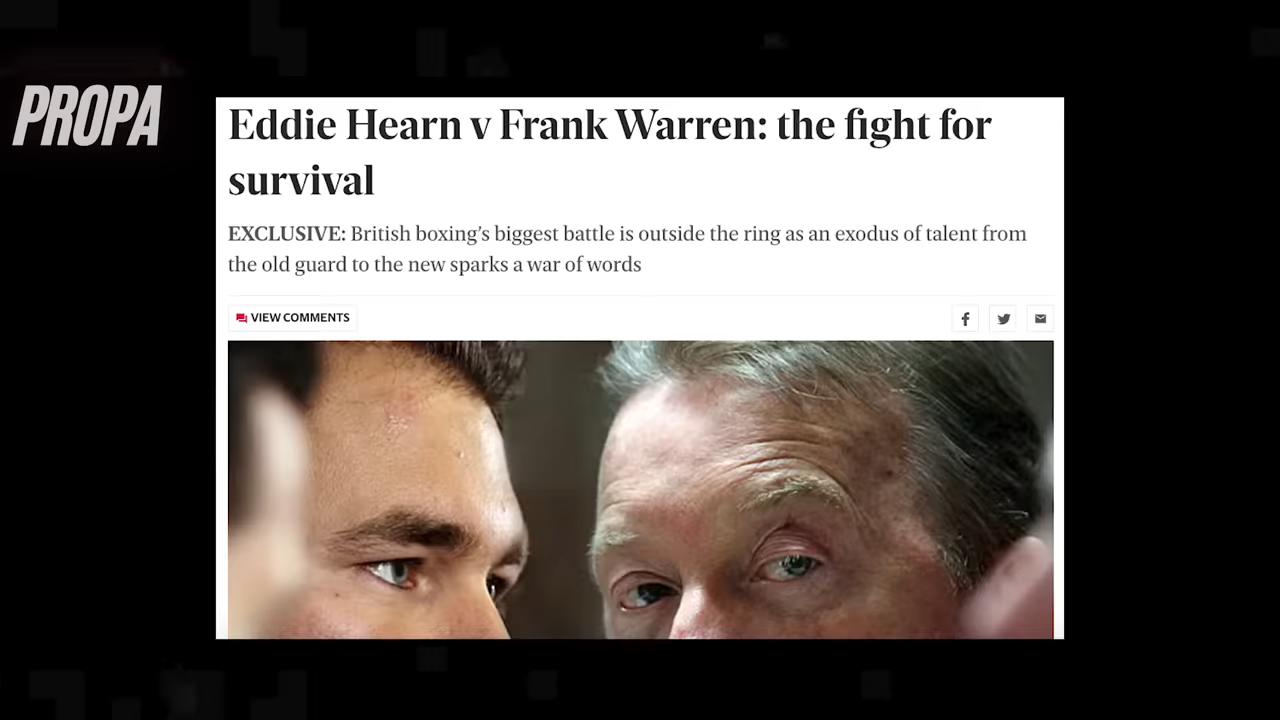 PROPA
Eddie Hearn v Frank Warren: the fight for
survival
EXCLUSIVE: British boxing's biggest battle is outside the ring as an exodus of talent from
the old guard to the new sparks a war of words
VIEW COMMENTS